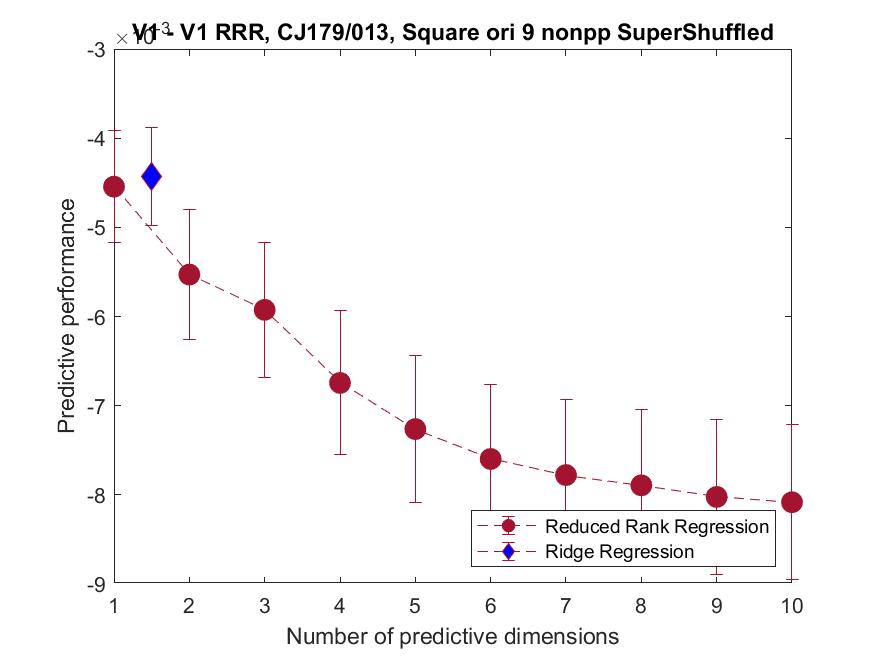 ×10-3
V1 - V1 RRR, CJ179/013, Square ori 9 nonpp SuperShuffled
-3
-4
-5
-6
-7
-8
-9
Predictive performance
Reduced Rank Regression
Ridge Regression
1 2 3 4 5 6 7 8 9 10
Number of predictive dimensions